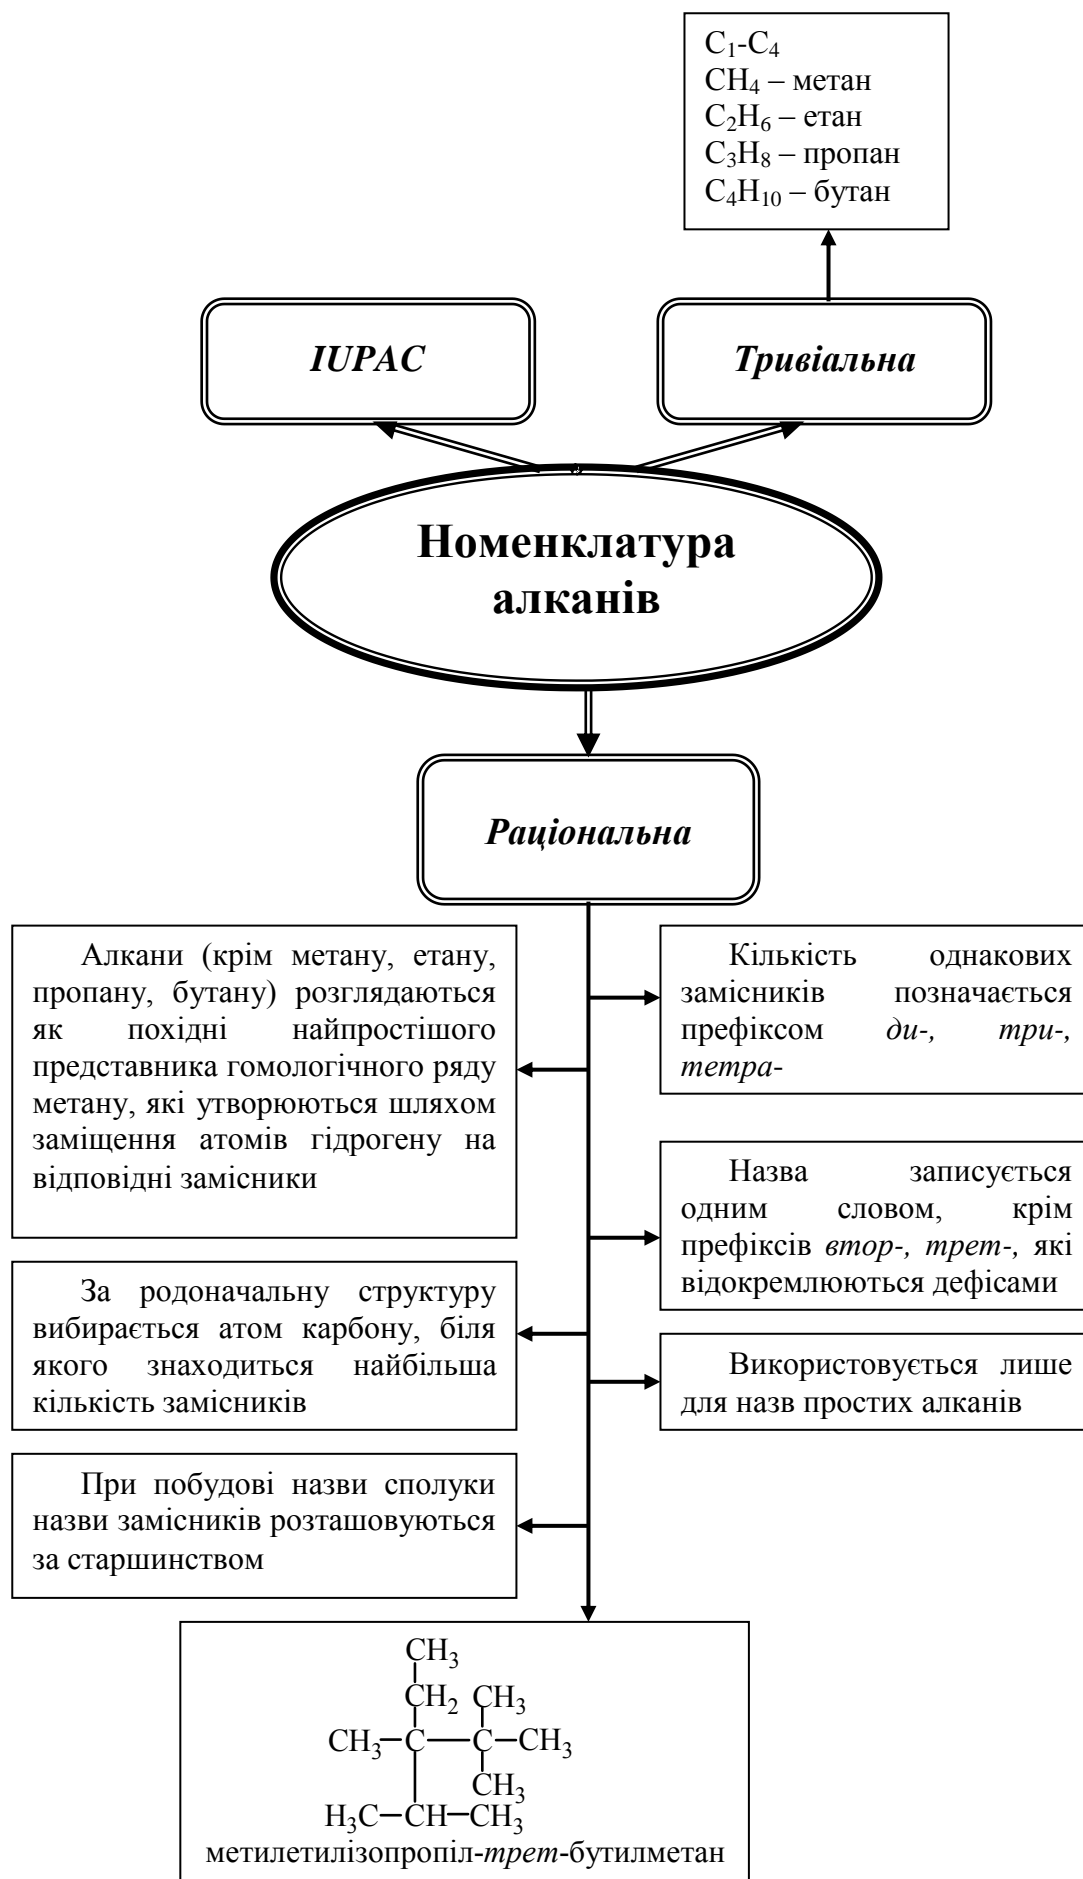 C₁-C₄
CH₄ – метан
C₂H₆ – етан
C₃H₈ – пропан
C₄H₁₀ – бутан
IUPAC
Тривіальна
Номенклатура
алканів
Раціональна
Алкани (крім метану, етану,
пропану, бутану) розглядаються
як похідні найпростішого
представника гомологічного ряду
метану, які утворюються шляхом
заміщення атомів гідрогену на
відповідні замісники
Кількість однакових
замісників позначається
префіксом ди-, три-,
тетра-
Назва записується
одним словом, крім
префіксів втор-, трет-, які
відокремлюються дефісами
За родоначальну структуру
вибирається атом карбону, біля
якого знаходиться найбільша
кількість замісників
Використовується лише
для назв простих алканів
При побудові назви сполуки
назви замісників розташовуються
за старшинством
CH₃
CH₂ CH₃
CH₃–C–C–CH₃
CH₃
H₃C–CH–CH₃
метилетилізопропіл-трет-бутилметан